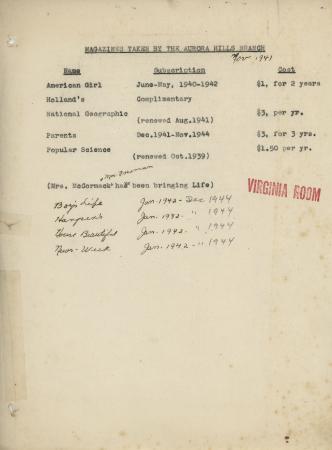 MAGAZINES TAKEN BY THE AURORA HILLS BRANCH
Nov. 1941
Name Subscription Cost
American Girl June-May, 1940-1942 $1, for 2 years
Holland's Complimentary
National Geographic (renewed Aug.1941) $3, per yr.
Parents Dec.1941-Nov.1944 $3, for 3 yrs.
Popular Science (renewed Oct.1939) $1.50 per yr.
Mrs.
(Mrs. McCormack has been bringing Life)
VIRGINIA ROOM
Boy's Life Jan. 1942 - Dec 1944
Harper's Jan. 1942 - " 1944
House Beautiful Jan. 1942 - " 1944
News-Week Jan. 1942 - " 1944